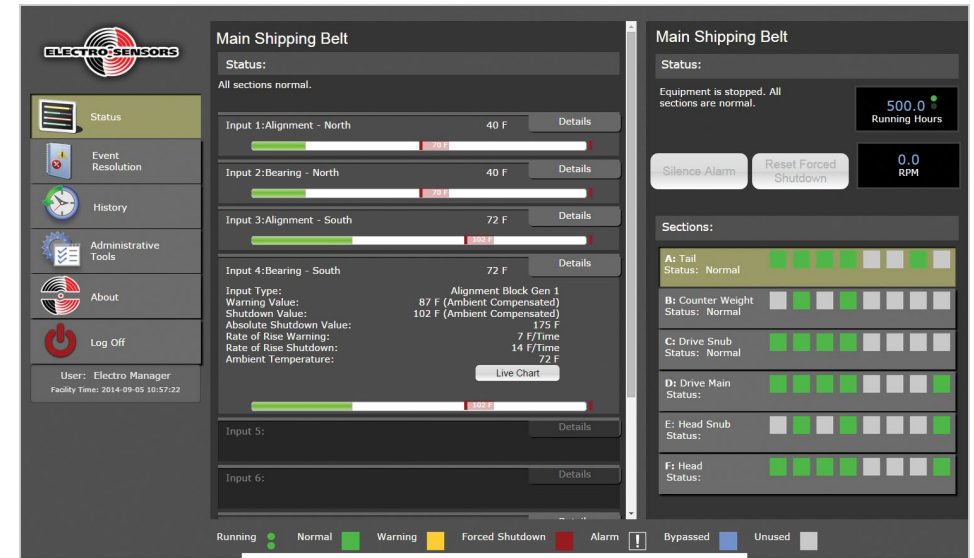 ELECTRO-SENSORS
Status
Event
Resolution
History
Administrative
Tools
About
Log Off
User: Electro Manager
Facility Time: 2014-09-05 10:57:22
Main Shipping Belt
Status:
All sections normal.
Input 1:Alignment - North 40 F Details
70 F
Input 2:Bearing - North 40 F Details
70 F
Input 3:Alignment - South 72 F Details
102 F
Input 4:Bearing - South 72 F Details
Input Type: Alignment Block Gen 1
Warning Value: 87 F (Ambient Compensated)
Shutdown Value: 102 F (Ambient Compensated)
Absolute Shutdown Value: 175 F
Rate of Rise Warning: 7 F/Time
Rate of Rise Shutdown: 14 F/Time
Ambient Temperature: 72 F
Live Chart
102 F
Input 5: Details
Input 6: Details
Main Shipping Belt
Status:
Equipment is stopped. All
sections are normal.
500.0
Running Hours
Silence Alarm
Reset Forced
Shutdown
0.0
RPM
Sections:
A: Tail
Status: Normal
B: Counter Weight
Status: Normal
C: Drive Snub
Status: Normal
D: Drive Main
Status:
E: Head Snub
Status:
F: Head
Status:
Running Normal Warning Forced Shutdown Alarm ! Bypassed Unused